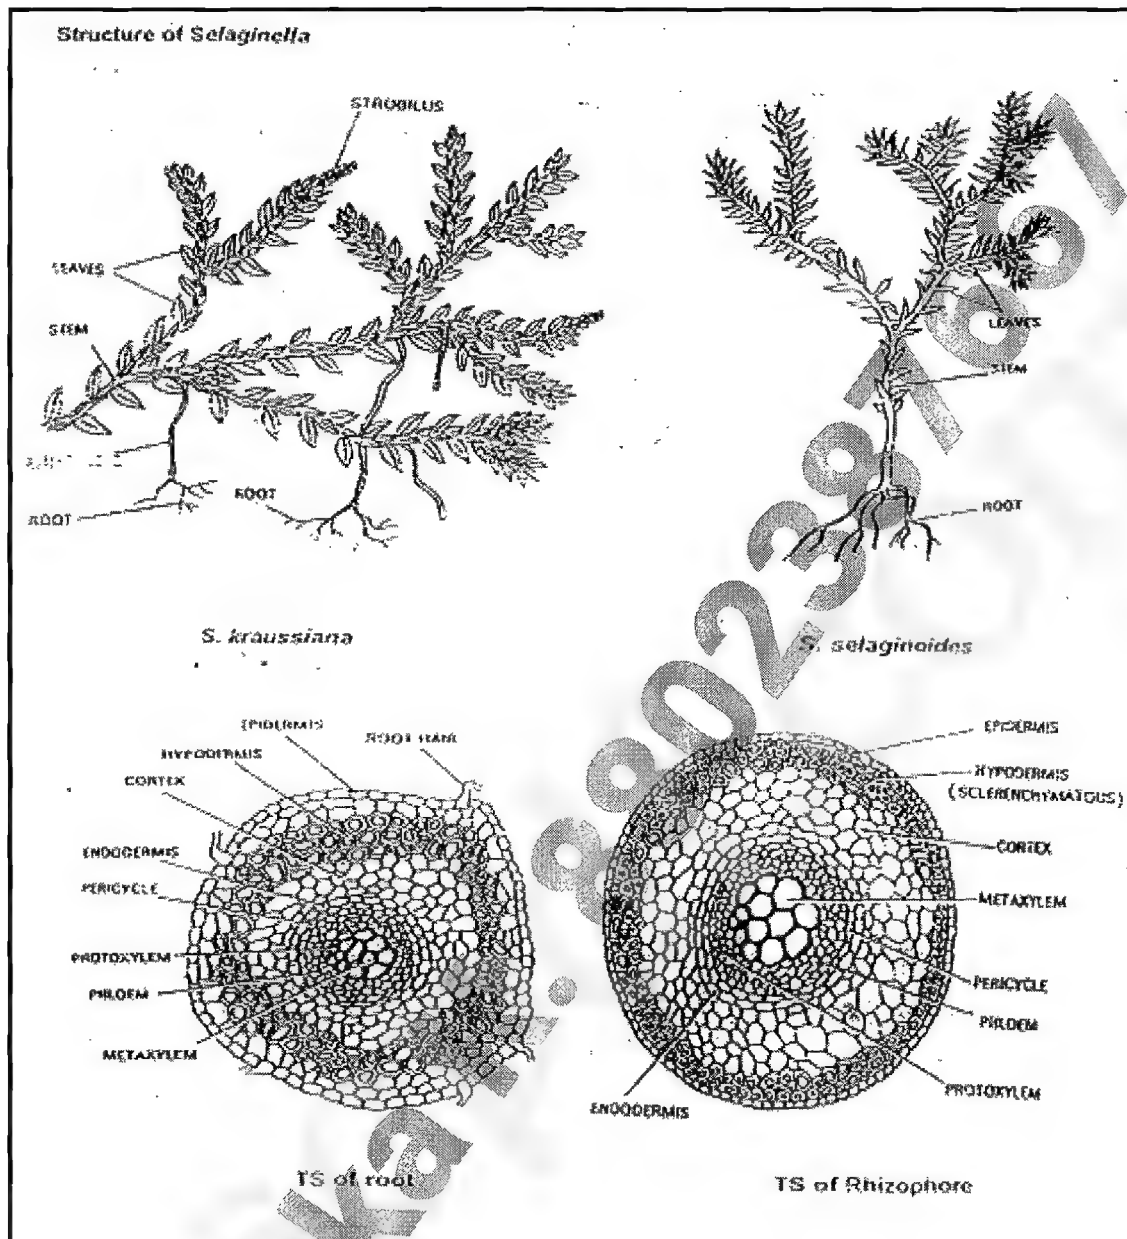 Structure of Selaginella
STROBILUS
LEAVES
STEM
ROOT
ROOT
LEAVES
STEM
ROOT
S. kraussiana
S. selaginoides
EPIDERMIS
ROOT HAIR
HYPODERMIS
CORTEX
ENDODERMIS
PERICYCLE
PROTOXYLEM
PHLOEM
METAXYLEM
EPIDERMIS
HYPODERMIS
(SCLERENCHYMATOUS)
CORTEX
METAXYLEM
PERICYCLE
PHLOEM
PROTOXYLEM
ENDODERMIS
TS of root
TS of Rhizophore